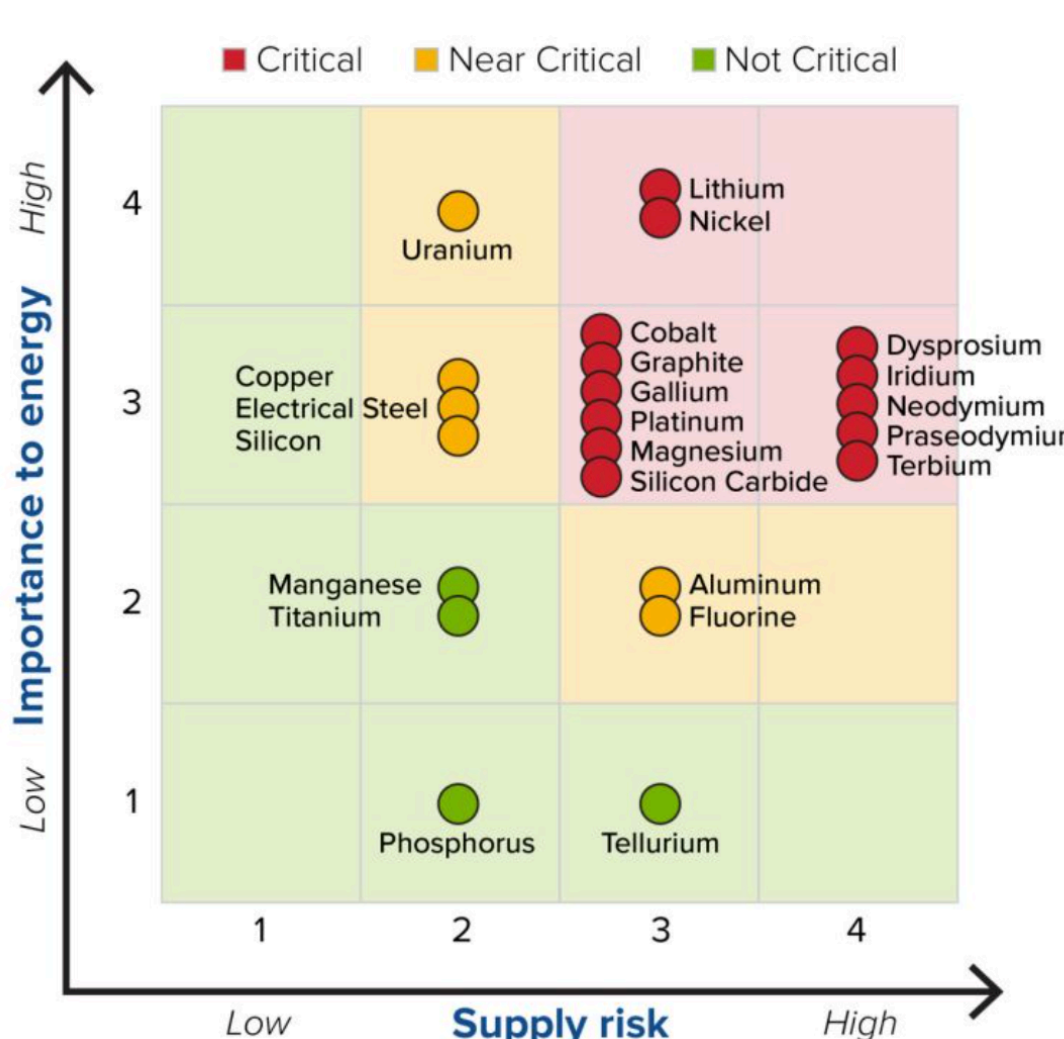 Critical Near Critical Not Critical
High
Importance to energy
Low
4
3
2
1
Uranium
Lithium
Nickel
Copper
Electrical Steel
Silicon
Cobalt
Graphite
Gallium
Platinum
Magnesium
Silicon Carbide
Dysprosium
Iridium
Neodymium
Praseodymiu
Terbium
Manganese
Titanium
Aluminum
Fluorine
Phosphorus
Tellurium
1 2 3 4
Low Supply risk High